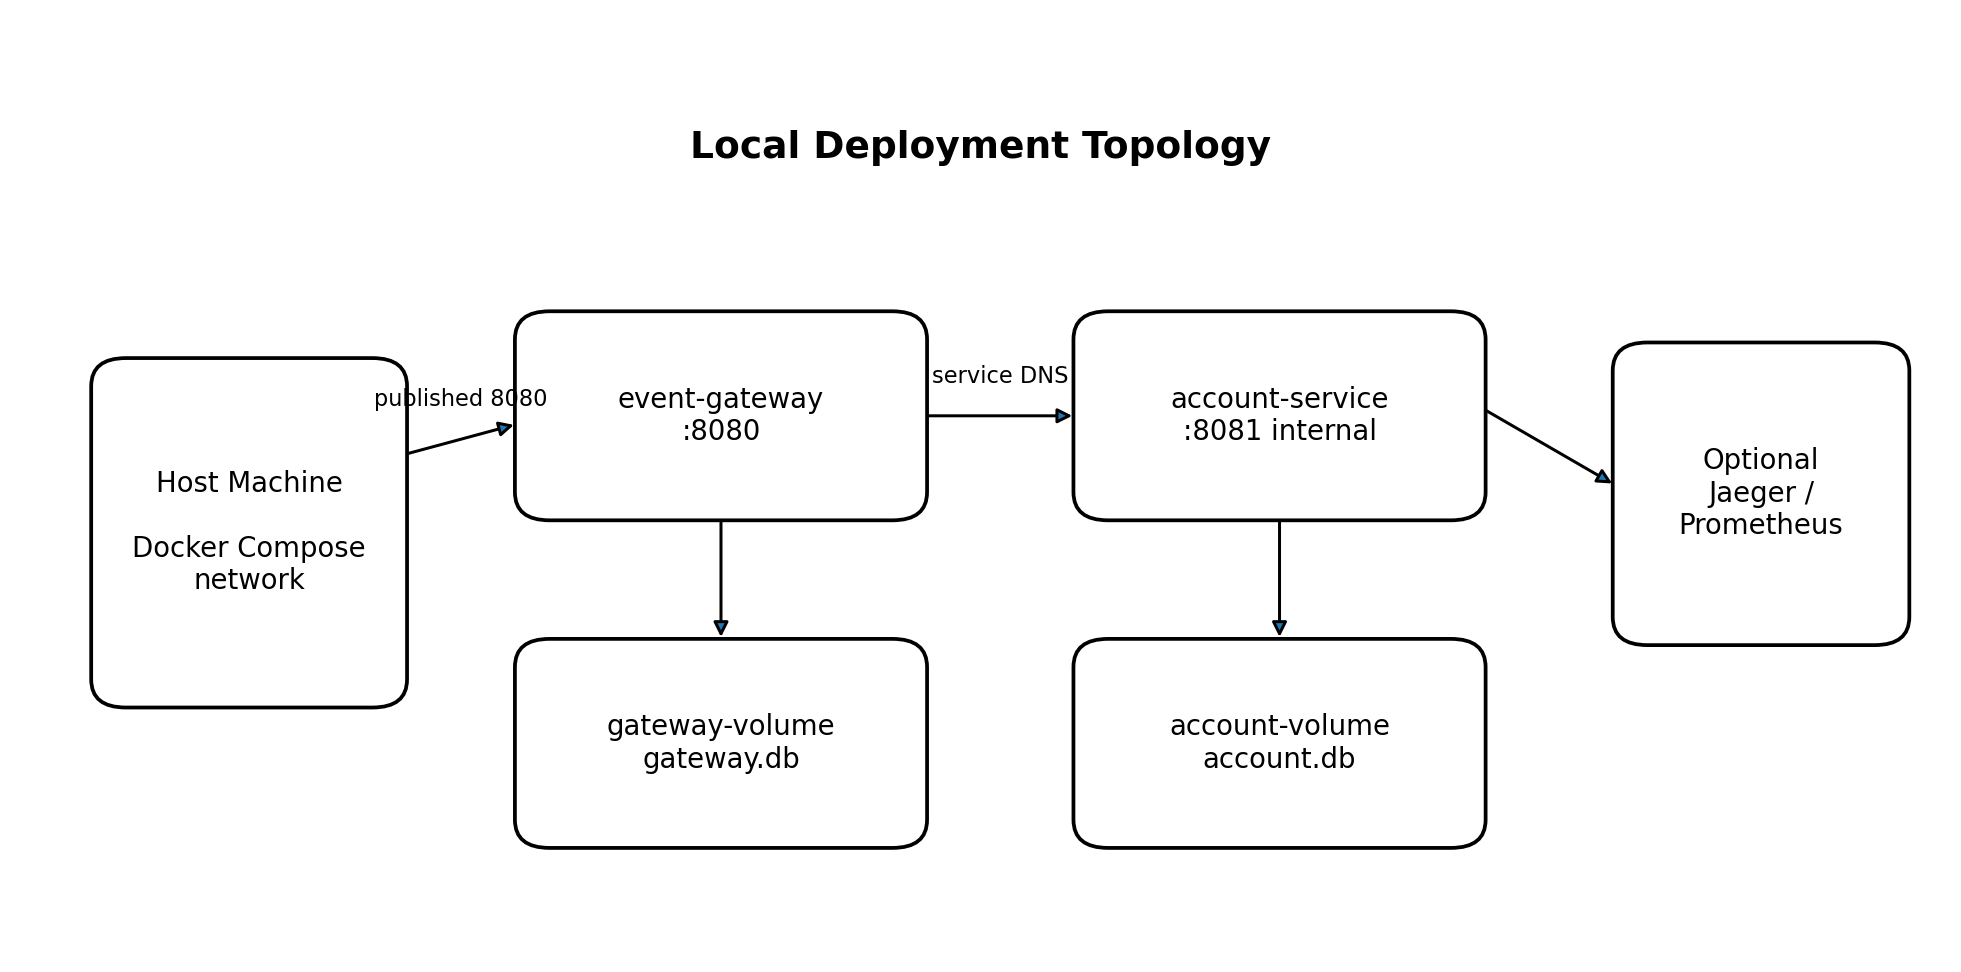 Local Deployment Topology
Host Machine
Docker Compose
network
published 8080
event-gateway
:8080
service DNS
account-service
:8081 internal
Optional
Jaeger /
Prometheus
gateway-volume
gateway.db
account-volume
account.db